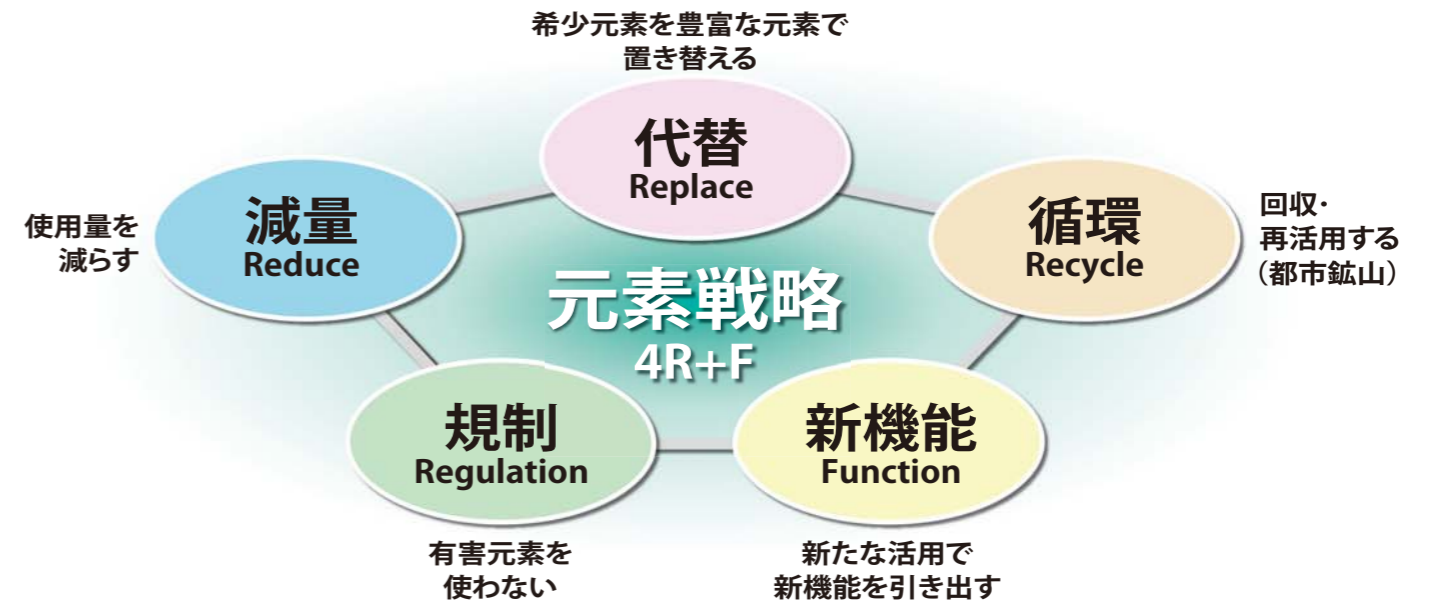 希少元素を豊富な元素で
置き替える
代替
Replace
減量
Reduce
使用量を
減らす
循環
Recycle
回収・
再活用する
（都市鉱山）
元素戦略
4R+F
規制
Regulation
有害元素を
使わない
新機能
Function
新たな活用で
新機能を引き出す